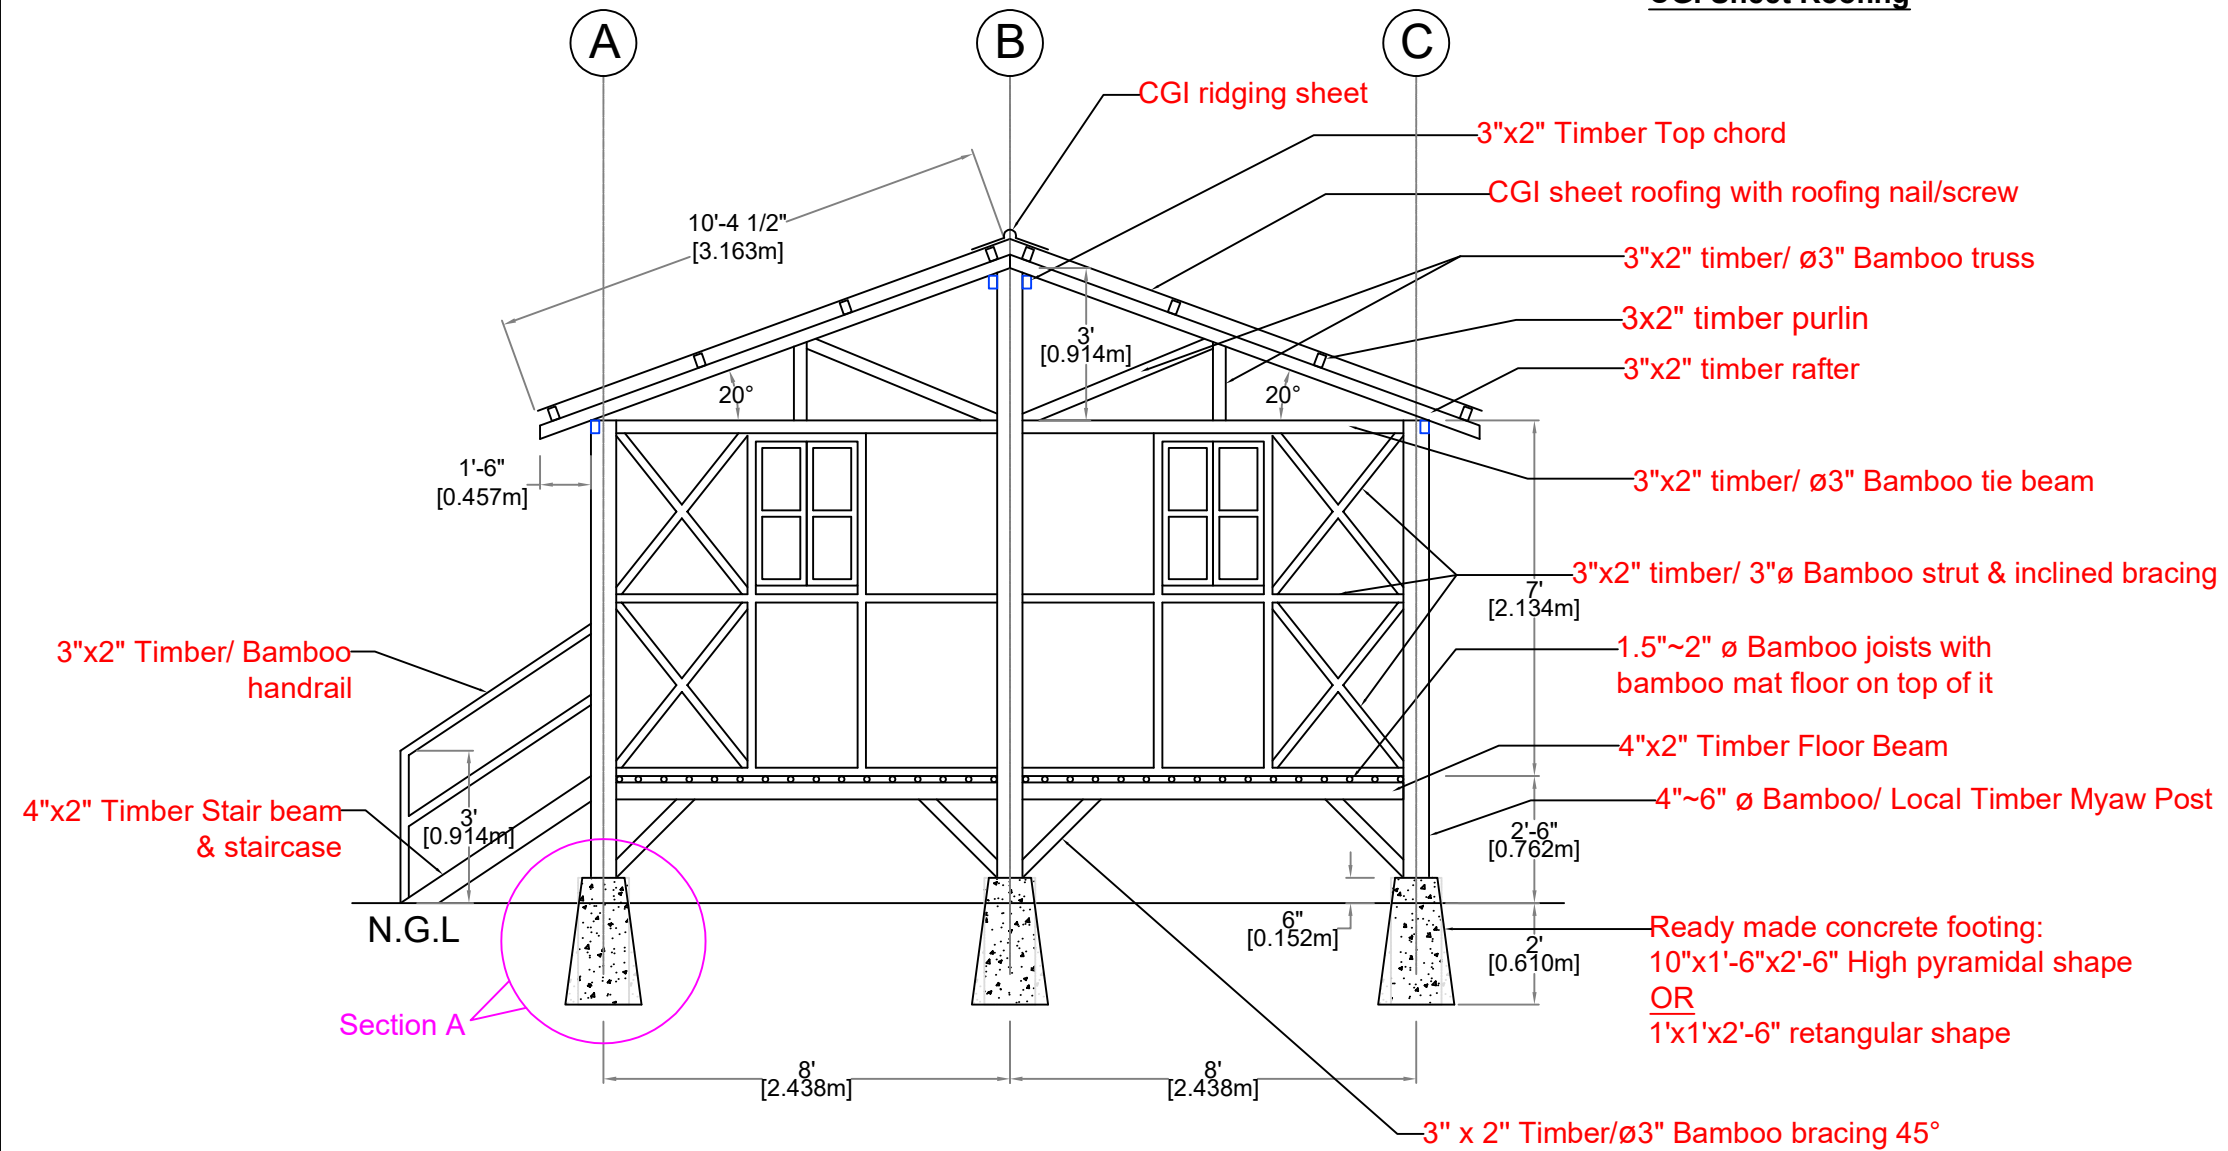 CGI Sheet Roofing
A
B
C
CGI ridging sheet
3"x2" Timber Top chord
CGI sheet roofing with roofing nail/screw
10'-4 1/2"
[3.163m]
3"x2" timber/ ø3" Bamboo truss
3x2" timber purlin
3'
[0.914m]
3"x2" timber rafter
20°
20°
1'-6"
[0.457m]
3"x2" timber/ ø3" Bamboo tie beam
3"x2" timber/ 3"ø Bamboo strut & inclined bracing
7'
[2.134m]
3"x2" Timber/ Bamboo
handrail
1.5"~2" ø Bamboo joists with
bamboo mat floor on top of it
4"x2" Timber Floor Beam
4"x2" Timber Stair beam
& staircase
3'
[0.914m]
4"~6" ø Bamboo/ Local Timber Myaw Post
2'-6"
[0.762m]
N.G.L
6"
[0.152m]
2'
[0.610m]
Ready made concrete footing:
10"x1'-6"x2'-6" High pyramidal shape
OR
1'x1'x2'-6" retangular shape
Section A
8'
[2.438m]
8'
[2.438m]
3" x 2" Timber/ø3" Bamboo bracing 45°